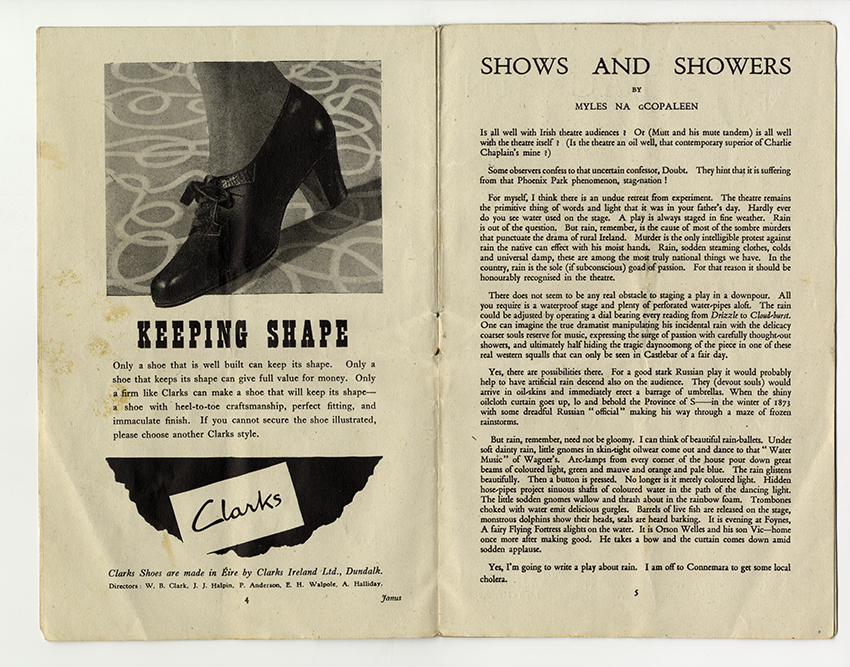 KEEPING SHAPE
Only a shoe that is well built can keep its shape. Only a
shoe that keeps its shape can give full value for money. Only
a firm like Clarks can make a shoe that will keep its shape—
a shoe with heel-to-toe craftsmanship, perfect fitting, and
immaculate finish. If you cannot secure the shoe illustrated,
please choose another Clarks style.
Clarks
Clarks Shoes are made in Éire by Clarks Ireland Ltd., Dundalk.
Directors: W. B. Clark, J. J. Halpin, P. Anderson, E. H. Walpole, A. Halliday.
4
Janus
SHOWS AND SHOWERS
BY
MYLES NA gCOPALEEN
Is all well with Irish theatre audiences? Or (Mutt and his mute tandem) is all well
with the theatre itself? (Is the theatre an oil well, that contemporary superior of Charlie
Chaplain's mine?)
Some observers confess to that uncertain confessor, Doubt. They hint that it is suffering
from that Phoenix Park phenomenon, stag-nation!
For myself, I think there is an undue retreat from experiment. The theatre remains
the primitive thing of words and light that it was in your father's day. Hardly ever
do you see water used on the stage. A play is always staged in fine weather. Rain
is out of the question. But rain, remember, is the cause of most of the sombre murders
that punctuate the drama of rural Ireland. Murder is the only intelligible protest against
rain the native can effect with his moist hands. Rain, sodden steaming clothes, colds
and universal damp, these are among the most truly national things we have. In the
country, rain is the sole (if subconscious) goad of passion. For that reason it should be
honourably recognised in the theatre.
There does not seem to be any real obstacle to staging a play in a downpour. All
you require is a waterproof stage and plenty of perforated water-pipes aloft. The rain
could be adjusted by operating a dial bearing every reading from Drizzle to Cloud-burst.
One can imagine the true dramatist manipulating his incidental rain with the delicacy
coarser souls reserve for music, expressing the surge of passion with carefully thought-out
showers, and ultimately half hiding the tragic daynoomong of the piece in one of these
real western squalls that can only be seen in Castlebar of a fair day.
Yes, there are possibilities there. For a good stark Russian play it would probably
help to have artificial rain descend also on the audience. They (devout souls) would
arrive in oil-skins and immediately erect a barrage of umbrellas. When the shiny
oilcloth curtain goes up, lo and behold the Province of S——in the winter of 1873
with some dreadful Russian "official" making his way through a maze of frozen
rainstorms.
But rain, remember, need not be gloomy. I can think of beautiful rain-ballets. Under
soft dainty rain, little gnomes in skin-tight oilwear come out and dance to that "Water
Music" of Wagner's. Arc-lamps from every corner of the house pour down great
beams of coloured light, green and mauve and orange and pale blue. The rain glistens
beautifully. Then a button is pressed. No longer is it merely coloured light. Hidden
hose-pipes project sinuous shafts of coloured water in the path of the dancing light.
The little sodden gnomes wallow and thrash about in the rainbow foam. Trombones
choked with water emit delicious gurgles. Barrels of live fish are released on the stage,
monstrous dolphins show their heads, seals are heard barking. It is evening at Foynes,
A fairy Flying Fortress alights on the water. It is Orson Welles and his son Vic—home
once more after making good. He takes a bow and the curtain comes down amid
sodden applause.
Yes, I'm going to write a play about rain. I am off to Connemara to get some local
cholera.
5